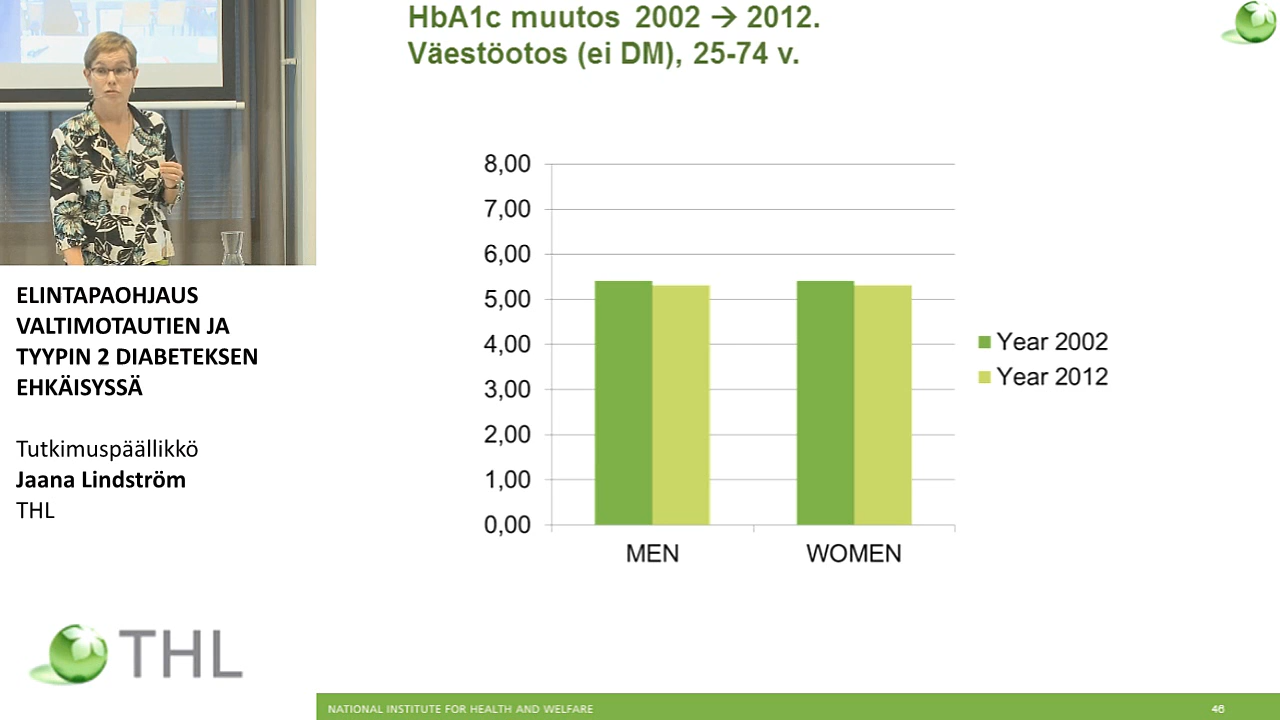 HbA1c muutos 2002 → 2012.
Väestöotos (ei DM), 25-74 v.
8,00
7,00
6,00
5,00
4,00
3,00
2,00
1,00
0,00
MEN
WOMEN
Year 2002
Year 2012
ELINTAPAOHJAUS
VALTIMOTAUTIEN JA
TYYPIN 2 DIABETEKSEN
EHKÄISYSSÄ
Tutkimuspäällikkö
Jaana Lindström
THL
THL
NATIONAL INSTITUTE FOR HEALTH AND WELFARE
46